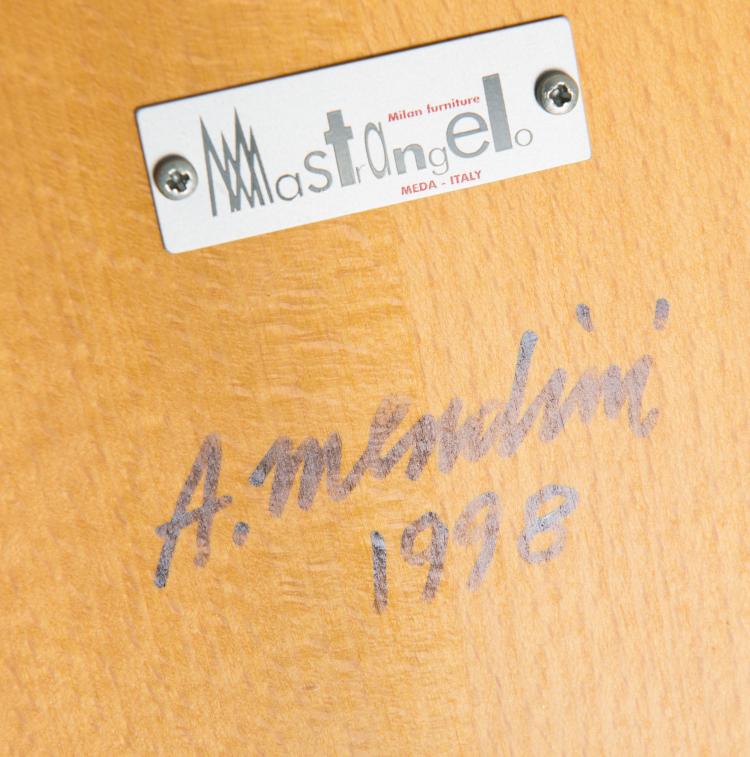 Milan furniture
Mastrangelo
MEDA - ITALY
A. Mendini
1998